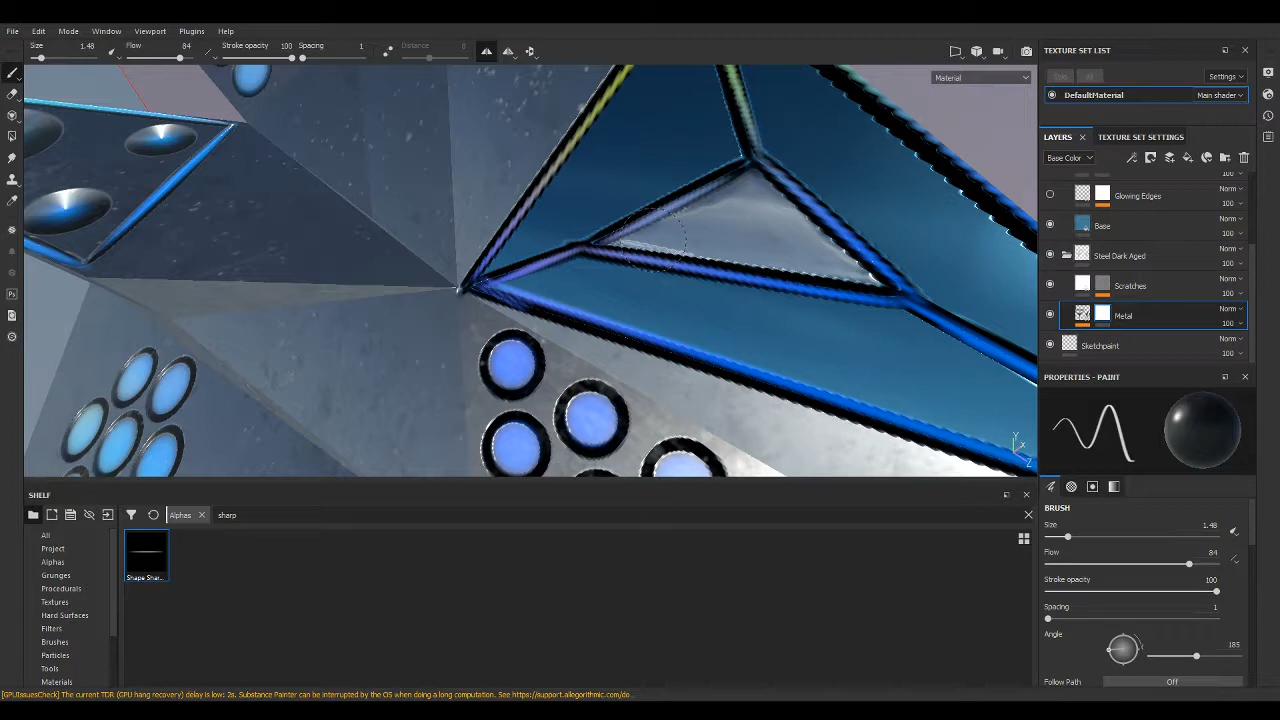 File Edit Mode Window Viewport Plugins Help
Size 1.48 Flow 84 Stroke opacity 100 Spacing 1 Distance 8
Material
TEXTURE SET LIST
Settings
DefaultMaterial Main shader
LAYERS TEXTURE SET SETTINGS
Base Color
100
Glowing Edges Norm 100
Base Norm 100
Steel Dark Aged Norm 100
Scratches Norm 100
Metal Norm 100
Sketchpaint Norm 100
PROPERTIES - PAINT
BRUSH
Size 1.48
Flow 84
Stroke opacity 100
Spacing 1
Angle 185
Follow Path Off
Y
X
Z
SHELF
Alphas sharp
All
Project
Alphas
Grunges
Procedurals
Textures
Hard Surfaces
Filters
Brushes
Particles
Tools
Materials
Shape Shar...
[GPUIssuesCheck] The current TDR (GPU hang recovery) delay is low: 2s. Substance Painter can be interrupted by the OS when doing a long computation. See https://support.allegorithmic.com/do...